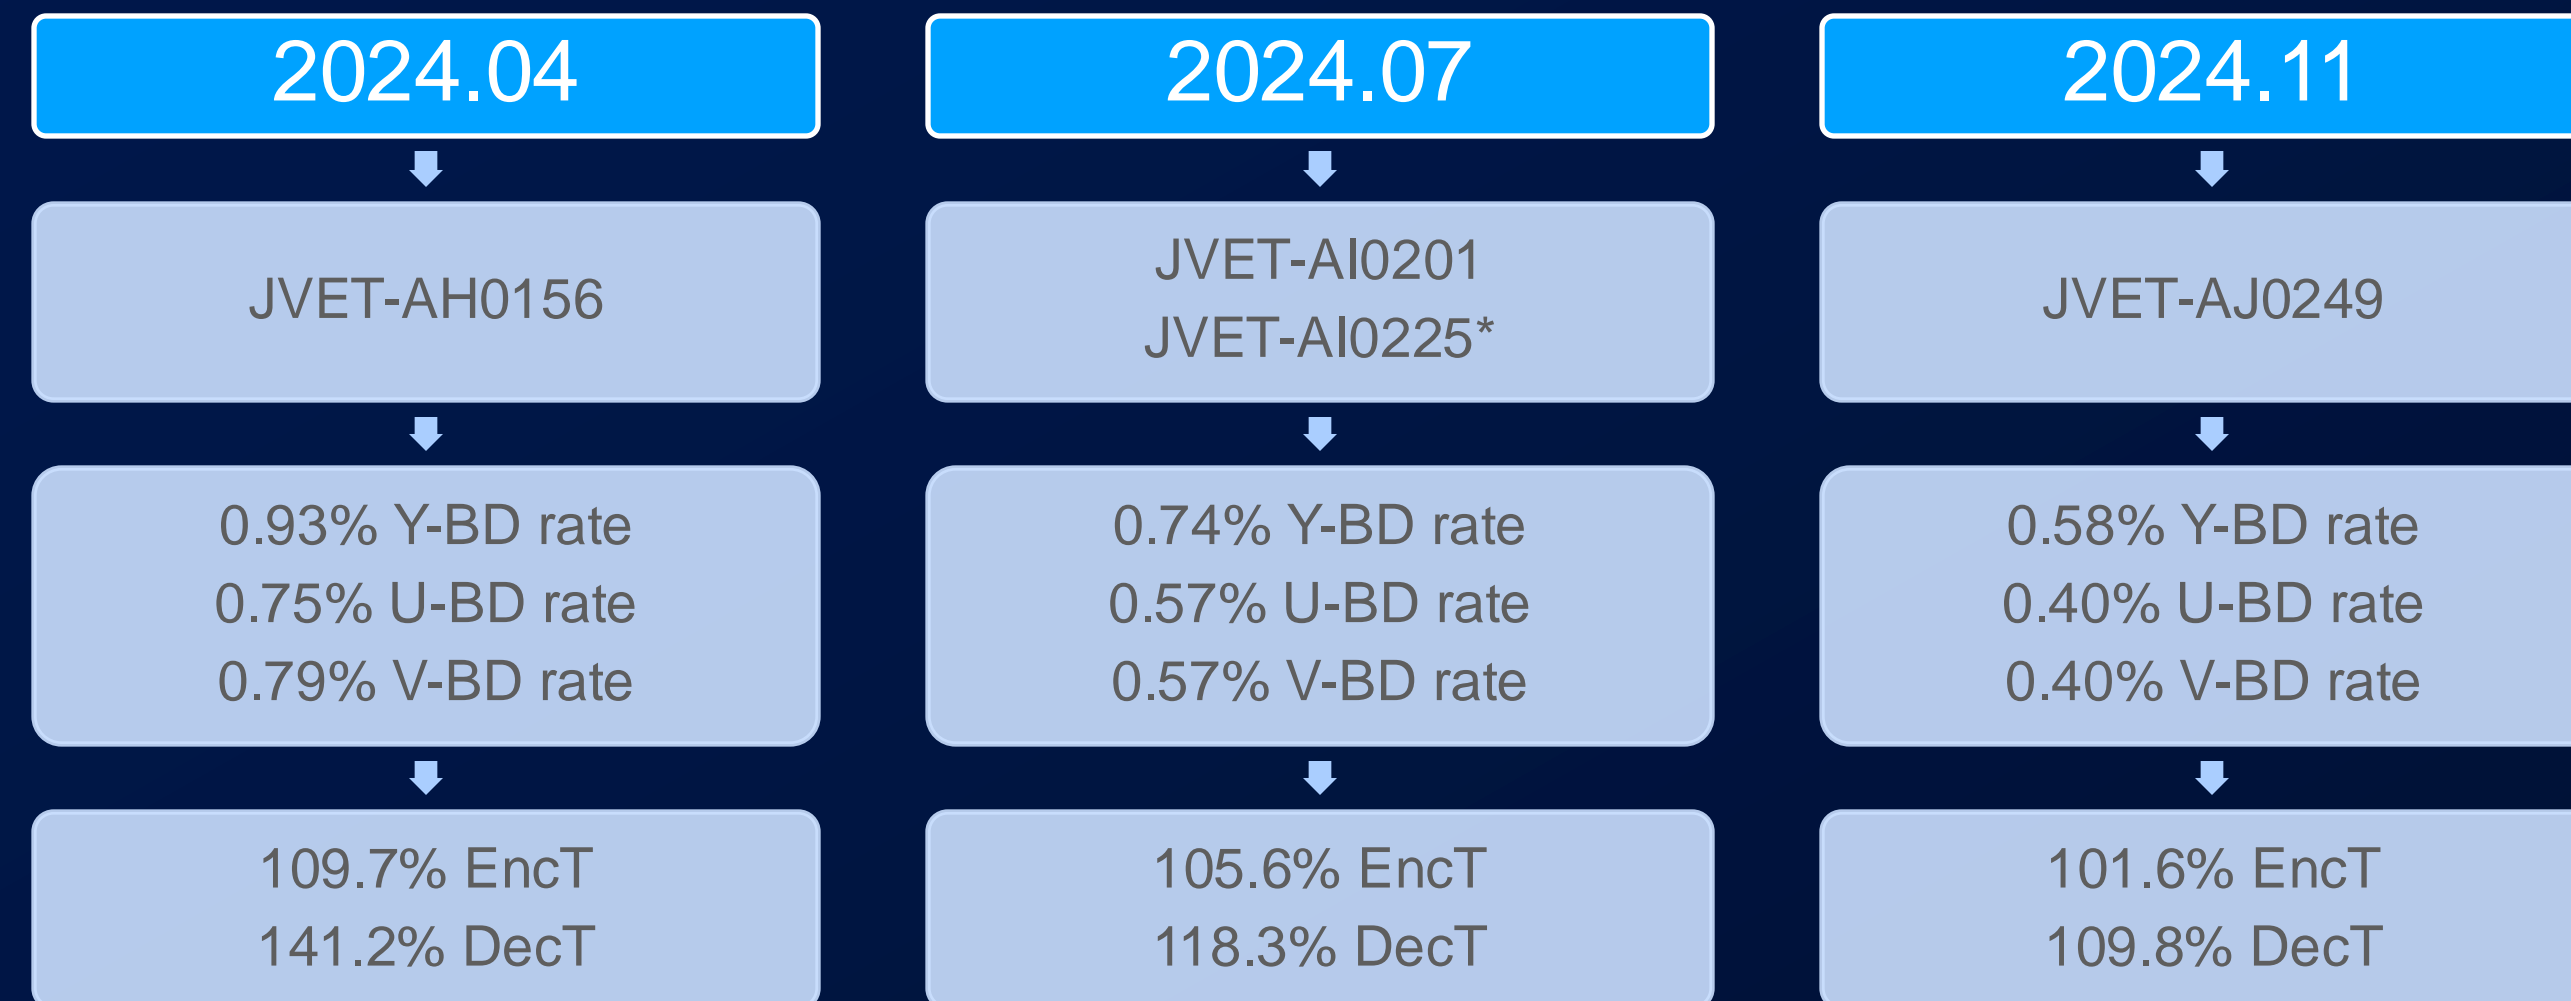 2024.04
JVET-AH0156
0.93% Y-BD rate
0.75% U-BD rate
0.79% V-BD rate
109.7% EncT
141.2% DecT
2024.07
JVET-AI0201
JVET-AI0225*
0.74% Y-BD rate
0.57% U-BD rate
0.57% V-BD rate
105.6% EncT
118.3% DecT
2024.11
JVET-AJ0249
0.58% Y-BD rate
0.40% U-BD rate
0.40% V-BD rate
101.6% EncT
109.8% DecT